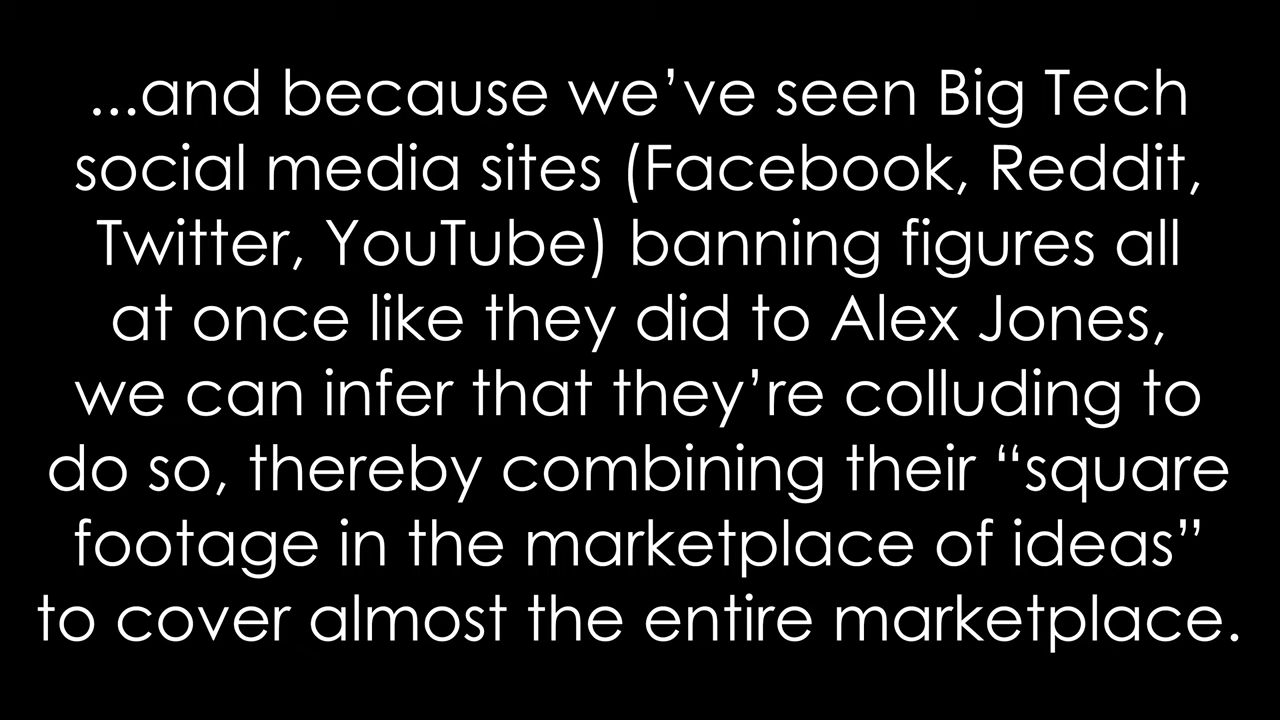 ...and because we’ve seen Big Tech
social media sites (Facebook, Reddit,
Twitter, YouTube) banning figures all
at once like they did to Alex Jones,
we can infer that they’re colluding to
do so, thereby combining their “square
footage in the marketplace of ideas”
to cover almost the entire marketplace.